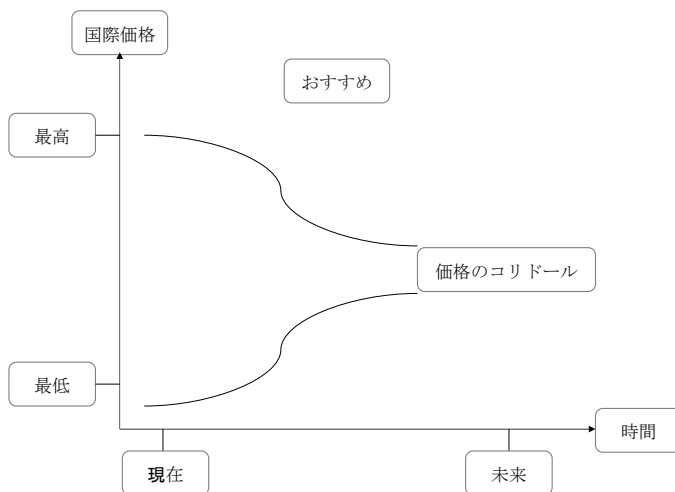 国際価格
おすすめ
最高
価格のコリドール
最低
時間
現在
未来